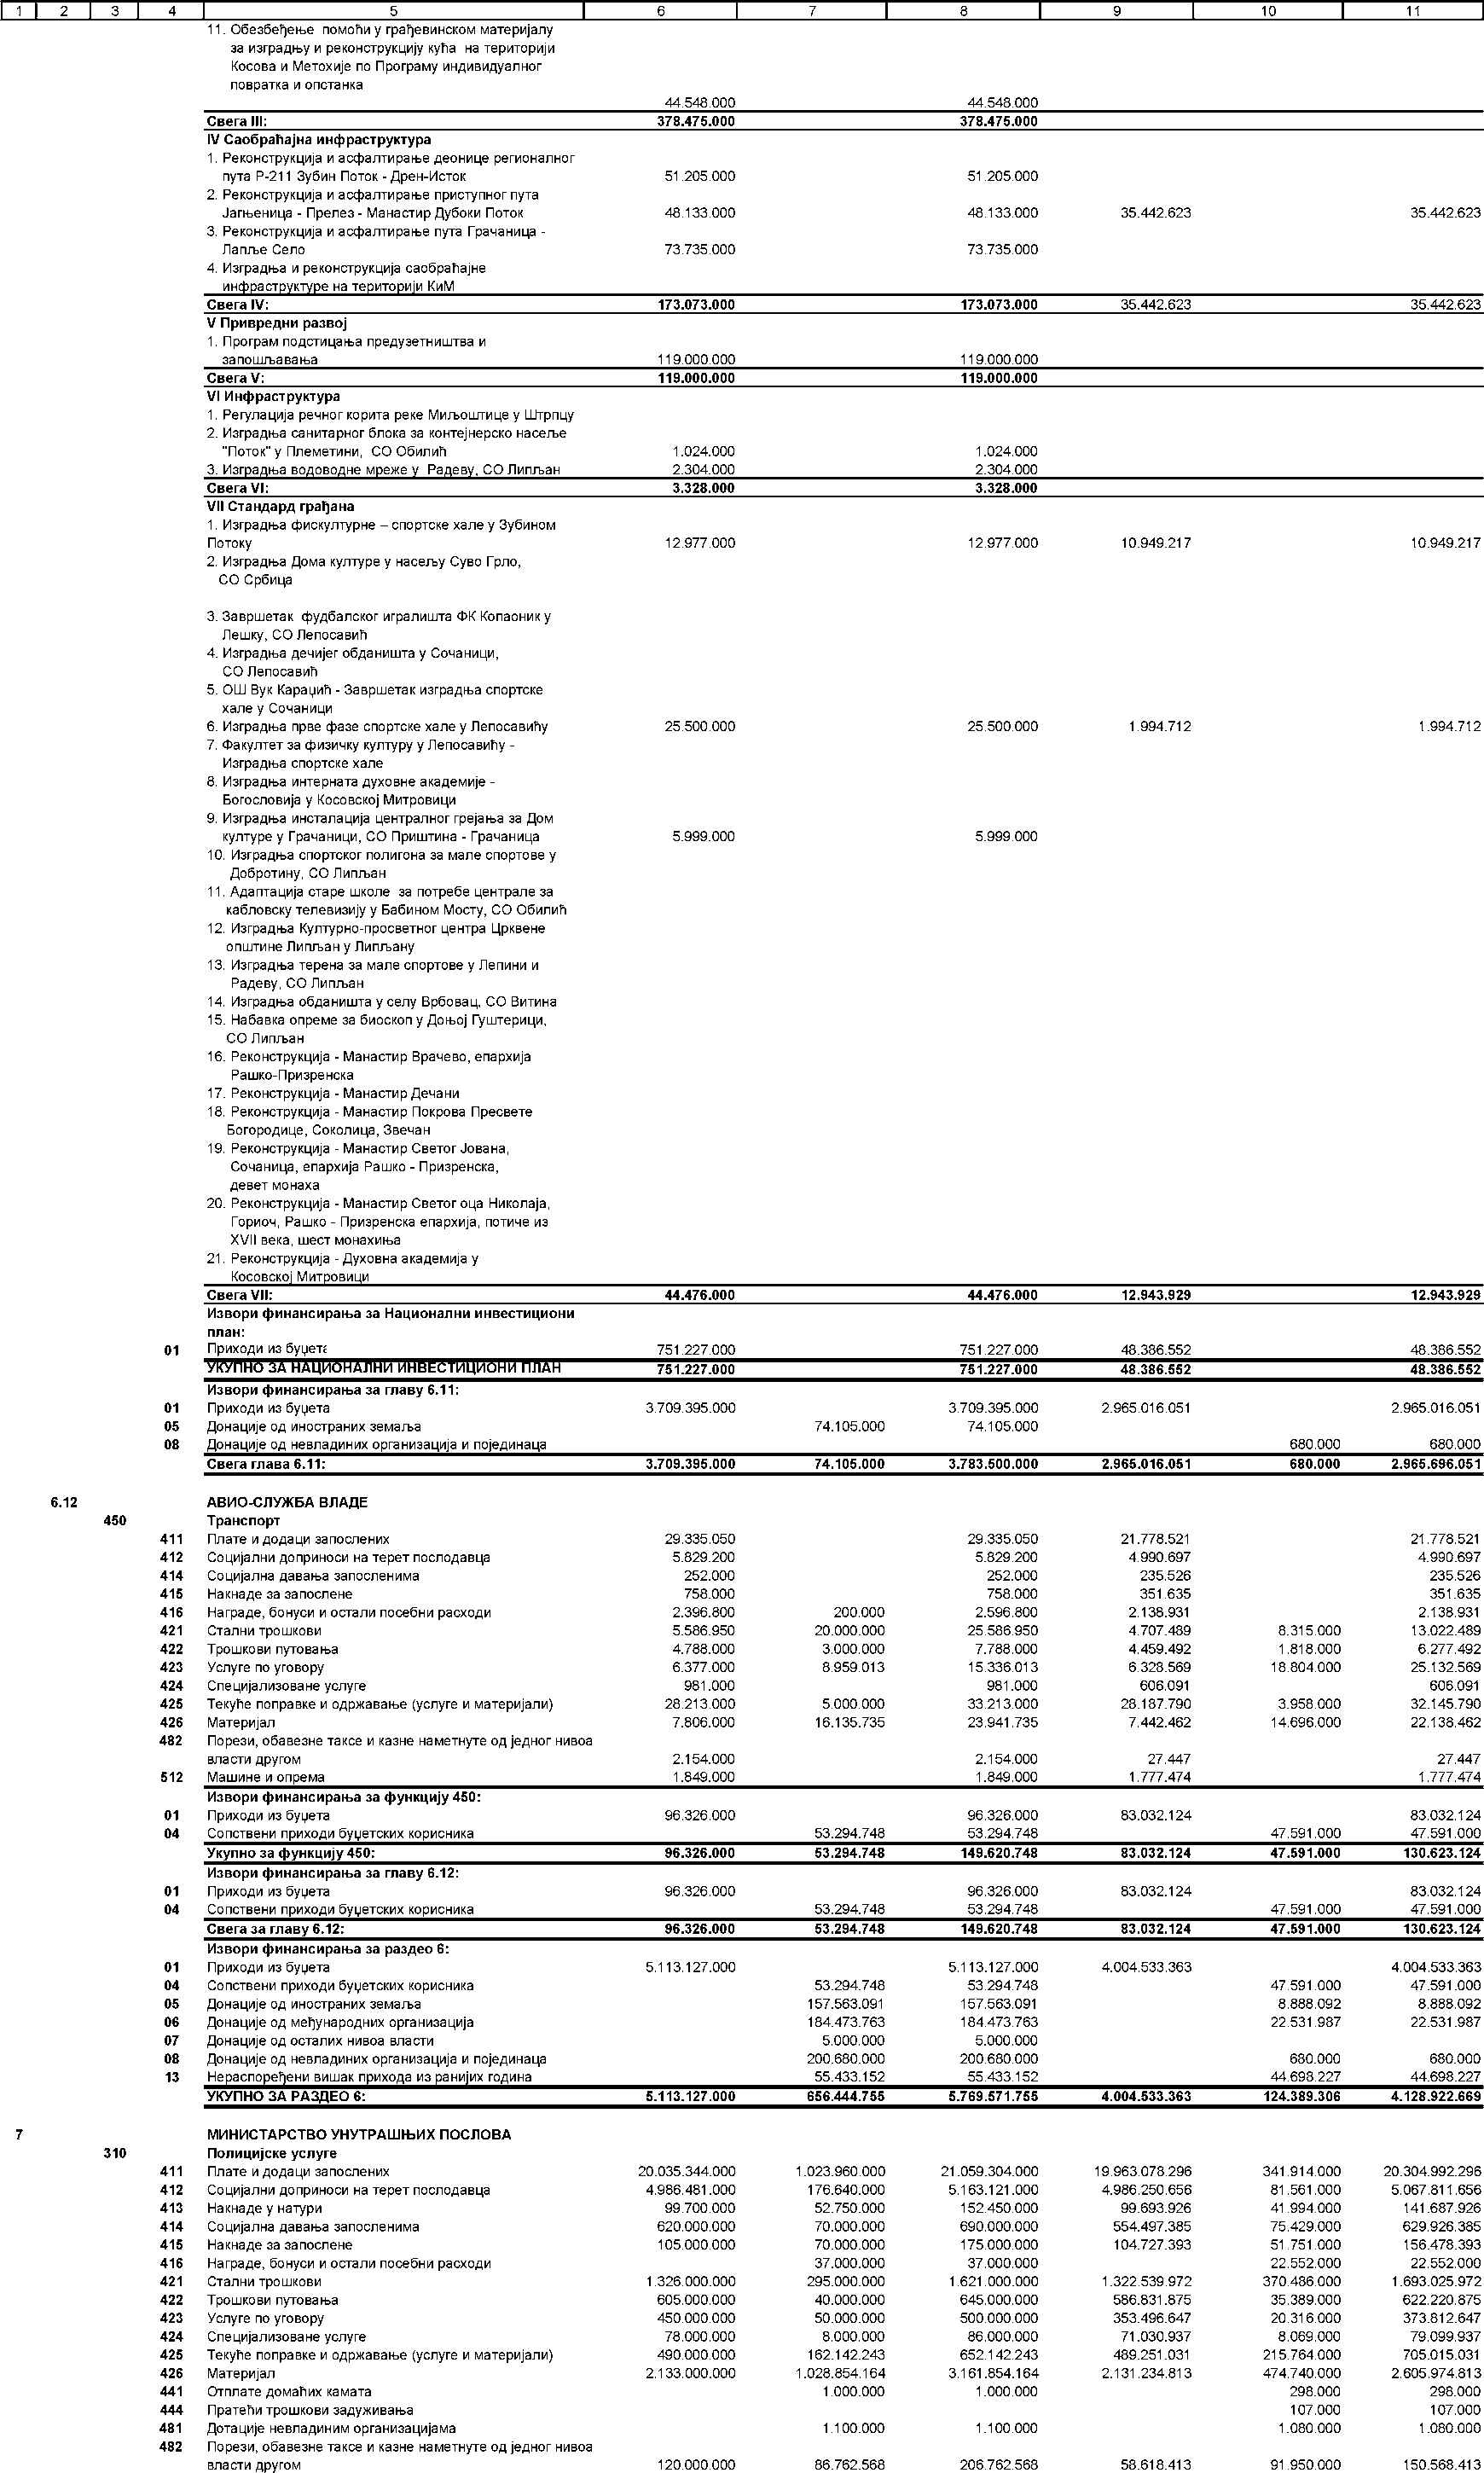 1 2 3 4 5 6 7 8 9 10 11
11. Обезбеђење помоћи у грађевинском материјалу
за изградњу и реконструкцију кућа на територији
Косова и Метохије по Програму индивидуалног
повратка и опстанка
44.548.000 44.548.000
Свега III: 378.475.000 378.475.000
IV Саобраћајна инфраструктура
1. Реконструкција и асфалтирање деонице регионалног
пута Р-211 Зубин Поток - Дрен-Исток 51.205.000 51.205.000
2. Реконструкција и асфалтирање приступног пута
Јагњеница - Прелез - Манастир Дубоки Поток 48.133.000 48.133.000 35.442.623 35.442.623
3. Реконструкција и асфалтирање пута Грачаница -
Лапље Село 73.735.000 73.735.000
4. Изградња и реконструкција саобраћајне
инфраструктуре на територији КиМ
Свега IV: 173.073.000 173.073.000 35.442.623 35.442.623
V Привредни развој
1. Програм подстицања предузетништва и
запошљавања 119.000.000 119.000.000
Свега V: 119.000.000 119.000.000
VI Инфраструктура
1. Регулација речног корита реке Миљоштице у Штрпцу
2. Изградња санитарног блока за контејнерско насеље
"Поток" у Племетини, СО Обилић 1.024.000 1.024.000
3. Изградња водоводне мреже у Радеву, СО Липљан 2.304.000 2.304.000
Свега VI: 3.328.000 3.328.000
VII Стандард грађана
1. Изградња фискултурне – спортске хале у Зубином
Потоку 12.977.000 12.977.000 10.949.217 10.949.217
2. Изградња Дома културе у насељу Суво Грло,
СО Србица
3. Завршетак фудбалског игралишта ФК Копаоник у
Лешку, СО Лепосавић
4. Изградња дечијег обданишта у Сочаници,
СО Лепосавић
5. ОШ Вук Караџић - Завршетак изградња спортске
хале у Сочаници
6. Изградња прве фазе спортске хале у Лепосавићу 25.500.000 25.500.000 1.994.712 1.994.712
7. Факултет за физичку културу у Лепосавићу -
Изградња спортске хале
8. Изградња интерната духовне академије -
Богословија у Косовској Митровици
9. Изградња инсталација централног грејања за Дом
културе у Грачаници, СО Приштина - Грачаница 5.999.000 5.999.000
10. Изградња спортског полигона за мале спортове у
Добротину, СО Липљан
11. Адаптација старе школе за потребе централе за
кабловску телевизију у Бабином Мосту, СО Обилић
12. Изградња Културно-просветног центра Црквене
општине Липљан у Липљану
13. Изградња терена за мале спортове у Лепини и
Радеву, СО Липљан
14. Изградња обданишта у селу Врбовац, СО Витина
15. Набавка опреме за биоскоп у Доњој Гуштерици,
СО Липљан
16. Реконструкција - Манастир Врачево, епархија
Рашко-Призренска
17. Реконструкција - Манастир Дечани
18. Реконструкција - Манастир Покрова Пресвете
Богородице, Соколица, Звечан
19. Реконструкција - Манастир Светог Јована,
Сочаница, епархија Рашко - Призренска,
девет монаха
20. Реконструкција - Манастир Светог оца Николаја,
Гориоч, Рашко - Призренска епархија, потиче из
XVII века, шест монахиња
21. Реконструкција - Духовна академија у
Косовској Митровици
Свега VII: 44.476.000 44.476.000 12.943.929 12.943.929
Извори финансирања за Национални инвестициони
план:
01 Приходи из буџета 751.227.000 751.227.000 48.386.552 48.386.552
УКУПНО ЗА НАЦИОНАЛНИ ИНВЕСТИЦИОНИ ПЛАН 751.227.000 751.227.000 48.386.552 48.386.552
Извори финансирања за главу 6.11:
01 Приходи из буџета 3.709.395.000 3.709.395.000 2.965.016.051 2.965.016.051
05 Донације од иностраних земаља 74.105.000 74.105.000
08 Донације од невладиних организација и појединаца 680.000 680.000
Свега глава 6.11: 3.709.395.000 74.105.000 3.783.500.000 2.965.016.051 680.000 2.965.696.051
6.12 АВИО-СЛУЖБА ВЛАДЕ
450 Транспорт
411 Плате и додаци запослених 29.335.050 29.335.050 21.778.521 21.778.521
412 Социјални доприноси на терет послодавца 5.829.200 5.829.200 4.990.697 4.990.697
414 Социјална давања запосленима 252.000 252.000 235.526 235.526
415 Накнаде за запослене 758.000 758.000 351.635 351.635
416 Награде, бонуси и остали посебни расходи 2.396.800 200.000 2.596.800 2.138.931 2.138.931
421 Стални трошкови 5.586.950 20.000.000 25.586.950 4.707.489 8.315.000 13.022.489
422 Трошкови путовања 4.788.000 3.000.000 7.788.000 4.459.492 1.818.000 6.277.492
423 Услуге по уговору 6.377.000 8.959.013 15.336.013 6.328.569 18.804.000 25.132.569
424 Специјализоване услуге 981.000 981.000 606.091 606.091
425 Текуће поправке и одржавање (услуге и материјали) 28.213.000 5.000.000 33.213.000 28.187.790 3.958.000 32.145.790
426 Материјал 7.806.000 16.135.735 23.941.735 7.442.462 14.696.000 22.138.462
482 Порези, обавезне таксе и казне наметнуте од једног нивоа
власти другом 2.154.000 2.154.000 27.447 27.447
512 Машине и опрема 1.849.000 1.849.000 1.777.474 1.777.474
Извори финансирања за функцију 450:
01 Приходи из буџета 96.326.000 96.326.000 83.032.124 83.032.124
04 Сопствени приходи буџетских корисника 53.294.748 53.294.748 47.591.000 47.591.000
Укупно за функцију 450: 96.326.000 53.294.748 149.620.748 83.032.124 47.591.000 130.623.124
Извори финансирања за главу 6.12:
01 Приходи из буџета 96.326.000 96.326.000 83.032.124 83.032.124
04 Сопствени приходи буџетских корисника 53.294.748 53.294.748 47.591.000 47.591.000
Свега за главу 6.12: 96.326.000 53.294.748 149.620.748 83.032.124 47.591.000 130.623.124
Извори финансирања за раздео 6:
01 Приходи из буџета 5.113.127.000 5.113.127.000 4.004.533.363 4.004.533.363
04 Сопствени приходи буџетских корисника 53.294.748 53.294.748 47.591.000 47.591.000
05 Донације од иностраних земаља 157.563.091 157.563.091 8.888.092 8.888.092
06 Донације од међународних организација 184.473.763 184.473.763 22.531.987 22.531.987
07 Донације од осталих нивоа власти 5.000.000 5.000.000
08 Донације од невладиних организација и појединаца 200.680.000 200.680.000 680.000 680.000
13 Нераспоређени вишак прихода из ранијих година 55.433.152 55.433.152 44.698.227 44.698.227
УКУПНО ЗА РАЗДЕО 6: 5.113.127.000 656.444.755 5.769.571.755 4.004.533.363 124.389.306 4.128.922.669
7 МИНИСТАРСТВО УНУТРАШЊИХ ПОСЛОВА
310 Полицијске услуге
411 Плате и додаци запослених 20.035.344.000 1.023.960.000 21.059.304.000 19.963.078.296 341.914.000 20.304.992.296
412 Социјални доприноси на терет послодавца 4.986.481.000 176.640.000 5.163.121.000 4.986.250.656 81.561.000 5.067.811.656
413 Накнаде у натури 99.700.000 52.750.000 152.450.000 99.693.926 41.994.000 141.687.926
414 Социјална давања запосленима 620.000.000 70.000.000 690.000.000 554.497.385 75.429.000 629.926.385
415 Накнаде за запослене 105.000.000 70.000.000 175.000.000 104.727.393 51.751.000 156.478.393
416 Награде, бонуси и остали посебни расходи 37.000.000 37.000.000 22.552.000 22.552.000
421 Стални трошкови 1.326.000.000 295.000.000 1.621.000.000 1.322.539.972 370.486.000 1.693.025.972
422 Трошкови путовања 605.000.000 40.000.000 645.000.000 586.831.875 35.389.000 622.220.875
423 Услуге по уговору 450.000.000 50.000.000 500.000.000 353.496.647 20.316.000 373.812.647
424 Специјализоване услуге 78.000.000 8.000.000 86.000.000 71.030.937 8.069.000 79.099.937
425 Текуће поправке и одржавање (услуге и материјали) 490.000.000 162.142.243 652.142.243 489.251.031 215.764.000 705.015.031
426 Материјал 2.133.000.000 1.028.854.164 3.161.854.164 2.131.234.813 474.740.000 2.605.974.813
441 Отплате домаћих камата 1.000.000 1.000.000 298.000 298.000
444 Пратећи трошкови задуживања 107.000 107.000
481 Дотације невладиним организацијама 1.100.000 1.100.000 1.080.000 1.080.000
482 Порези, обавезне таксе и казне наметнуте од једног нивоа
власти другом 120.000.000 86.762.568 206.762.568 58.618.413 91.950.000 150.568.413